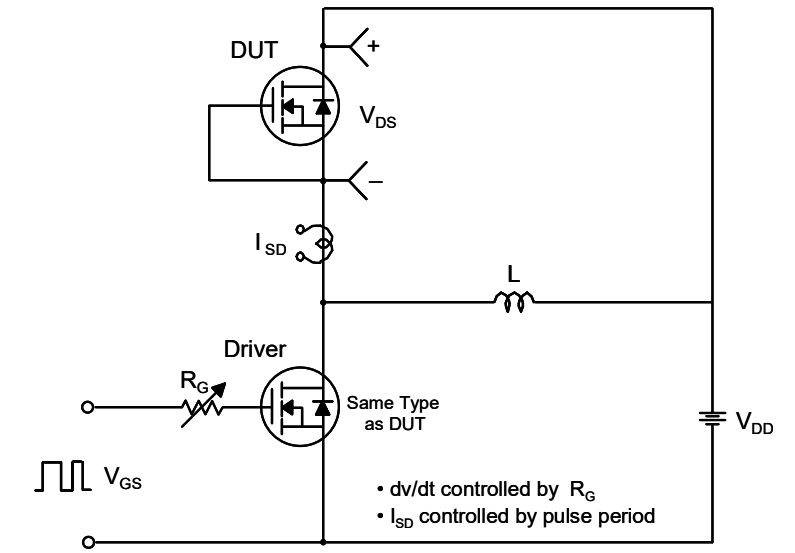 DUT
+
V_DS
–
I_SD
L
Driver
R_G
Same Type
as DUT
V_DD
V_GS
• dv/dt controlled by R_G
• I_SD controlled by pulse period